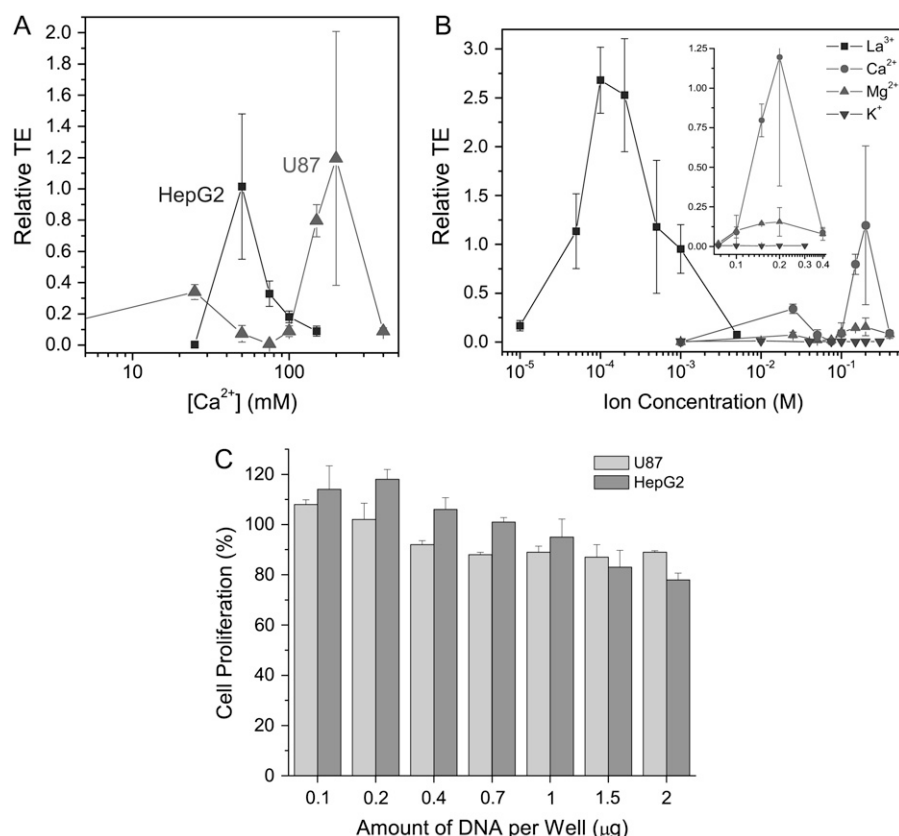 A
Relative TE
2.0
1.8
1.6
1.4
1.2
1.0
0.8
0.6
0.4
0.2
0.0
HepG2
U87
10
100
[Ca²⁺] (mM)
B
Relative TE
3.0
2.5
2.0
1.5
1.0
0.5
0.0
1.25
1.00
0.75
0.50
0.25
0.00
0.1
0.2
0.3
0.4
La³⁺
Ca²⁺
Mg²⁺
K⁺
10⁻⁵
10⁻⁴
10⁻³
10⁻²
10⁻¹
Ion Concentration (M)
C
Cell Proliferation (%)
120
100
80
60
40
20
0
U87
HepG2
0.1
0.2
0.4
0.7
1
1.5
2
Amount of DNA per Well (µg)